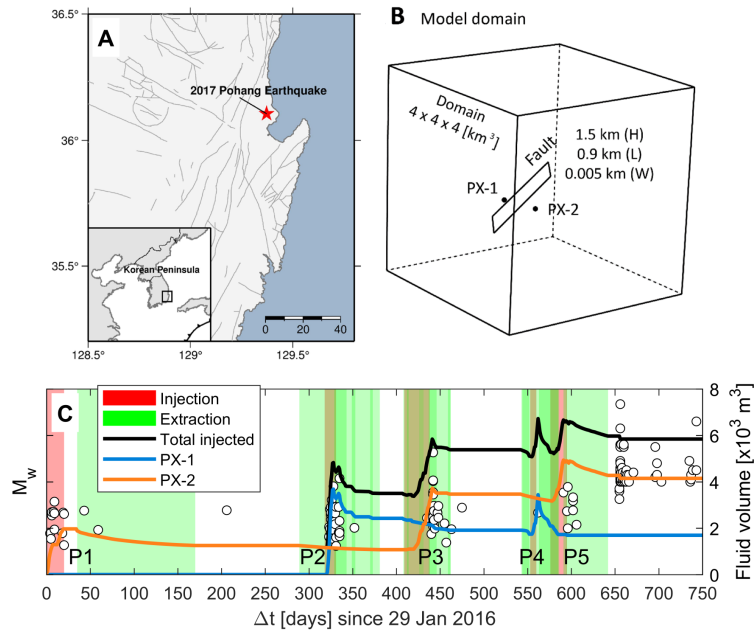 A
2017 Pohang Earthquake
Korean Peninsula
36.5°
36°
35.5°
128.5°
129°
129.5°
0
20
40
B
Model domain
Domain
4 x 4 x 4 [km³]
Fault
1.5 km (H)
0.9 km (L)
0.005 km (W)
PX-1
PX-2
C
Injection
Extraction
Total injected
PX-1
PX-2
P1
P2
P3
P4
P5
M_w
0
2
4
6
8
Fluid volume [x10³ m³]
0 50 100 150 200 250 300 350 400 450 500 550 600 650 700 750
Δt [days] since 29 Jan 2016